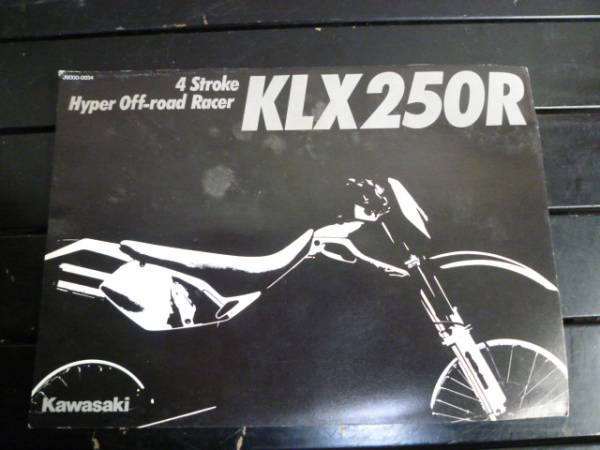 4 Stroke
Hyper Off-road Racer
KLX250R
Kawasaki